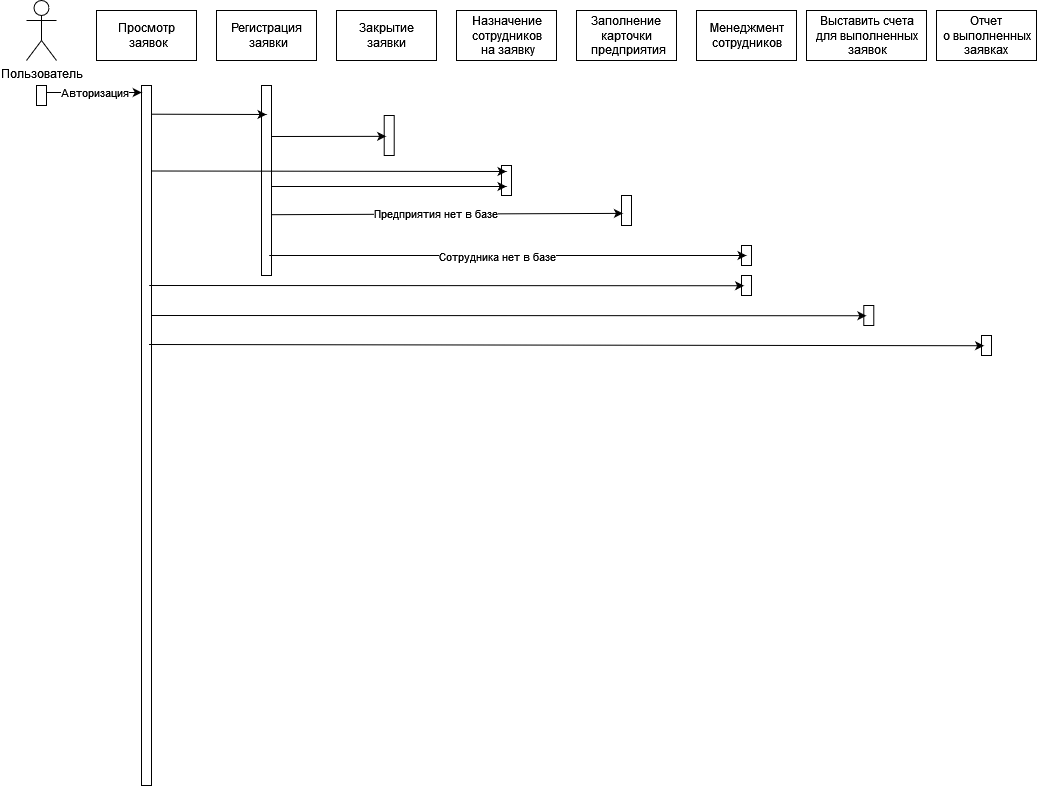 Пользователь
Просмотр
заявок
Регистрация
заявки
Закрытие
заявки
Назначение
сотрудников
на заявку
Заполнение
карточки
предприятия
Менеджмент
сотрудников
Выставить счета
для выполненных
заявок
Отчет
о выполненных
заявках
Авторизация
Предприятия нет в базе
Сотрудника нет в базе